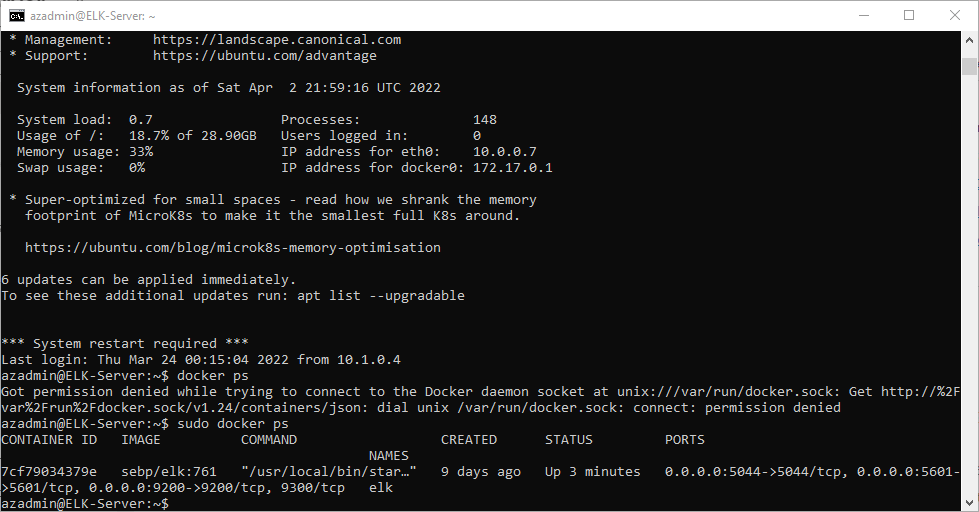 azadmin@ELK-Server: ~
* Management:     https://landscape.canonical.com
* Support:        https://ubuntu.com/advantage
System information as of Sat Apr  2 21:59:16 UTC 2022
System load:  0.7                Processes:              148
Usage of /:   18.7% of 28.90GB   Users logged in:        0
Memory usage: 33%                IP address for eth0:    10.0.0.7
Swap usage:   0%                 IP address for docker0: 172.17.0.1
* Super-optimized for small spaces - read how we shrank the memory
footprint of MicroK8s to make it the smallest full K8s around.
https://ubuntu.com/blog/microk8s-memory-optimisation
6 updates can be applied immediately.
To see these additional updates run: apt list --upgradable
*** System restart required ***
Last login: Thu Mar 24 00:15:04 2022 from 10.1.0.4
azadmin@ELK-Server:~$ docker ps
Got permission denied while trying to connect to the Docker daemon socket at unix:///var/run/docker.sock: Get http://%2F
var%2Frun%2Fdocker.sock/v1.24/containers/json: dial unix /var/run/docker.sock: connect: permission denied
azadmin@ELK-Server:~$ sudo docker ps
CONTAINER ID   IMAGE          COMMAND                  CREATED      STATUS         PORTS
NAMES
7cf79034379e   sebp/elk:761   "/usr/local/bin/star…"   9 days ago   Up 3 minutes   0.0.0.0:5044->5044/tcp, 0.0.0.0:5601-
>5601/tcp, 0.0.0.0:9200->9200/tcp, 9300/tcp   elk
azadmin@ELK-Server:~$